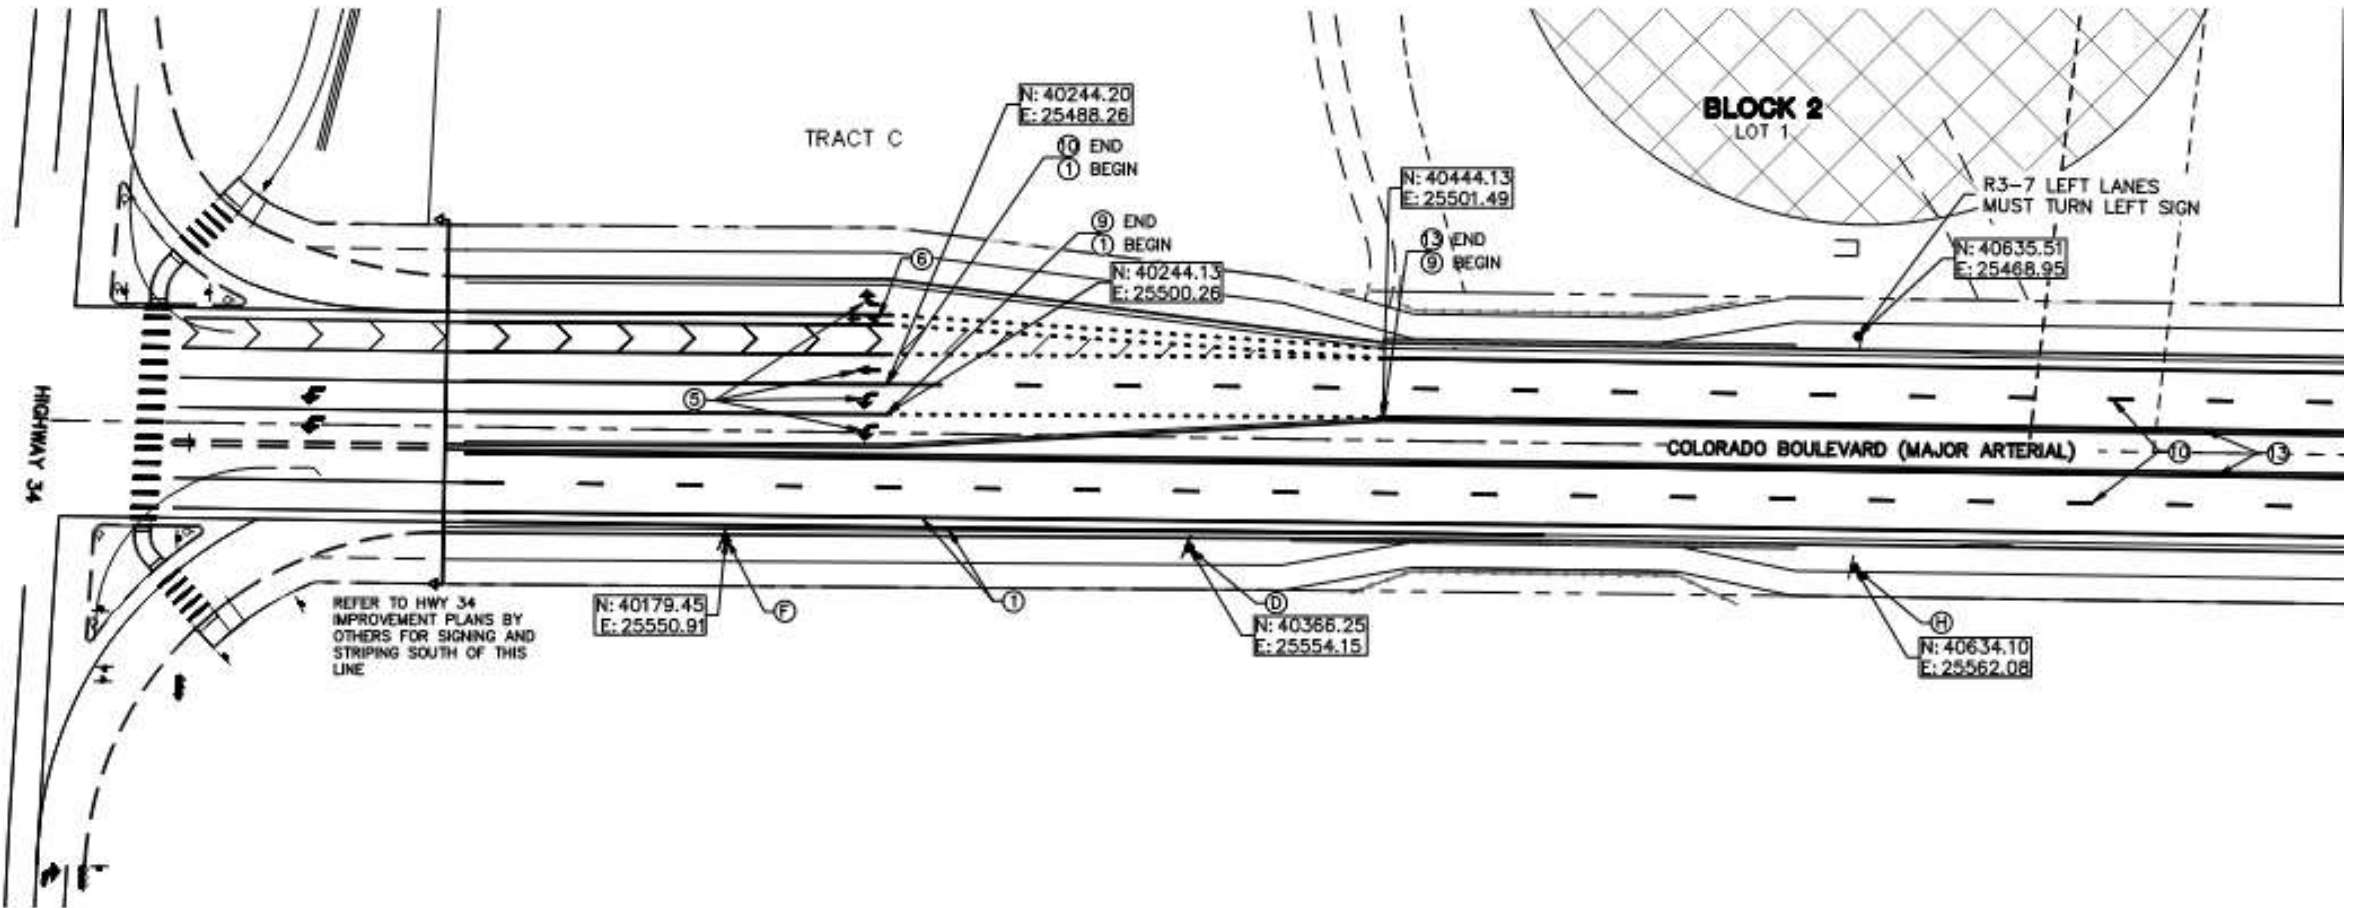 N: 40244.20
E: 25488.26
TRACT C
10 END
1 BEGIN
BLOCK 2
LOT 1
N: 40444.13
E: 25501.49
R3-7 LEFT LANES
MUST TURN LEFT SIGN
9 END
1 BEGIN
13 END
9 BEGIN
N: 40635.51
E: 25468.95
6
N: 40244.13
E: 25500.26
5
HIGHWAY 34
COLORADO BOULEVARD (MAJOR ARTERIAL)
10
13
REFER TO HWY 34
IMPROVEMENT PLANS BY
OTHERS FOR SIGNING AND
STRIPING SOUTH OF THIS
LINE
N: 40179.45
E: 25550.91
F
1
D
N: 40366.25
E: 25554.15
H
N: 40634.10
E: 25562.08